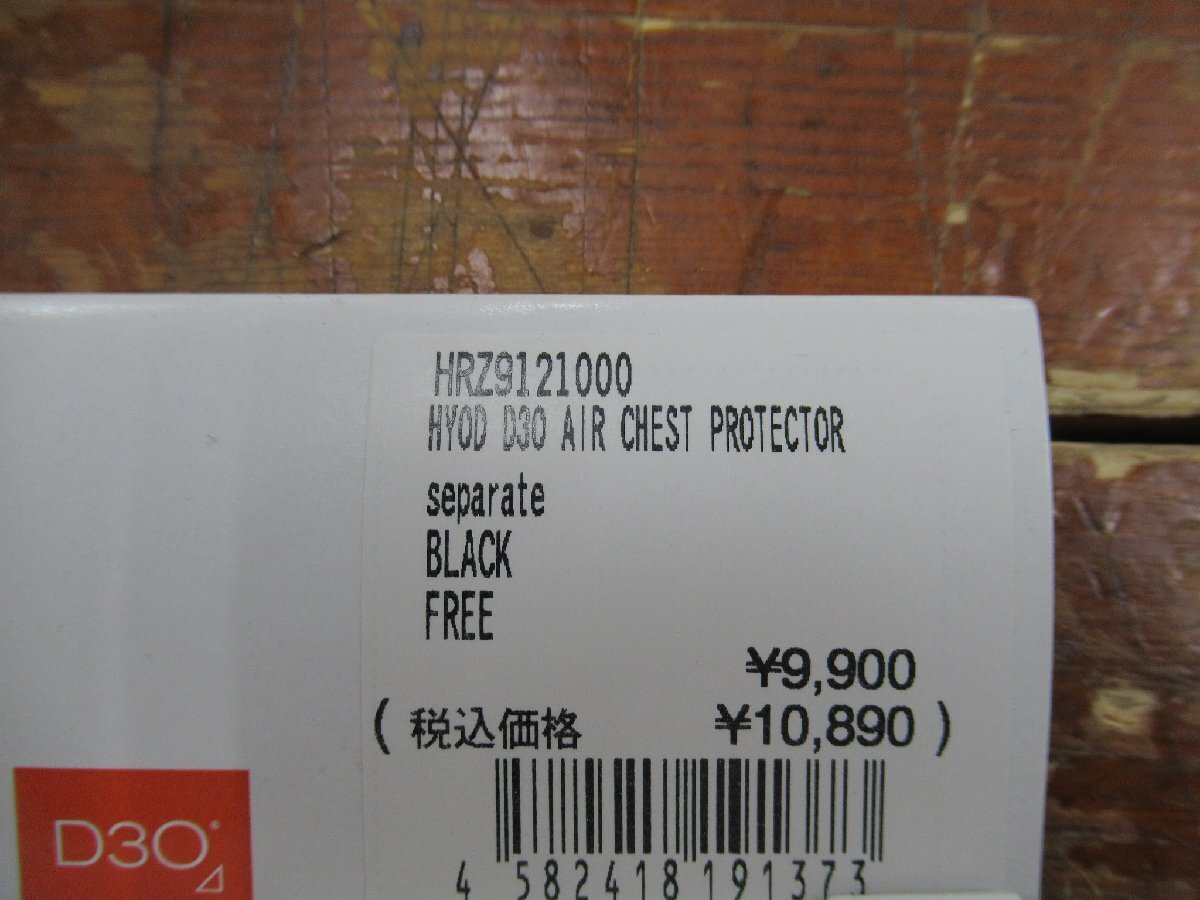 HRZ9121000
HYOD D3O AIR CHEST PROTECTOR
separate
BLACK
FREE
¥9,900
( 税込価格 ¥10,890 )
4 582418 191373
D3O